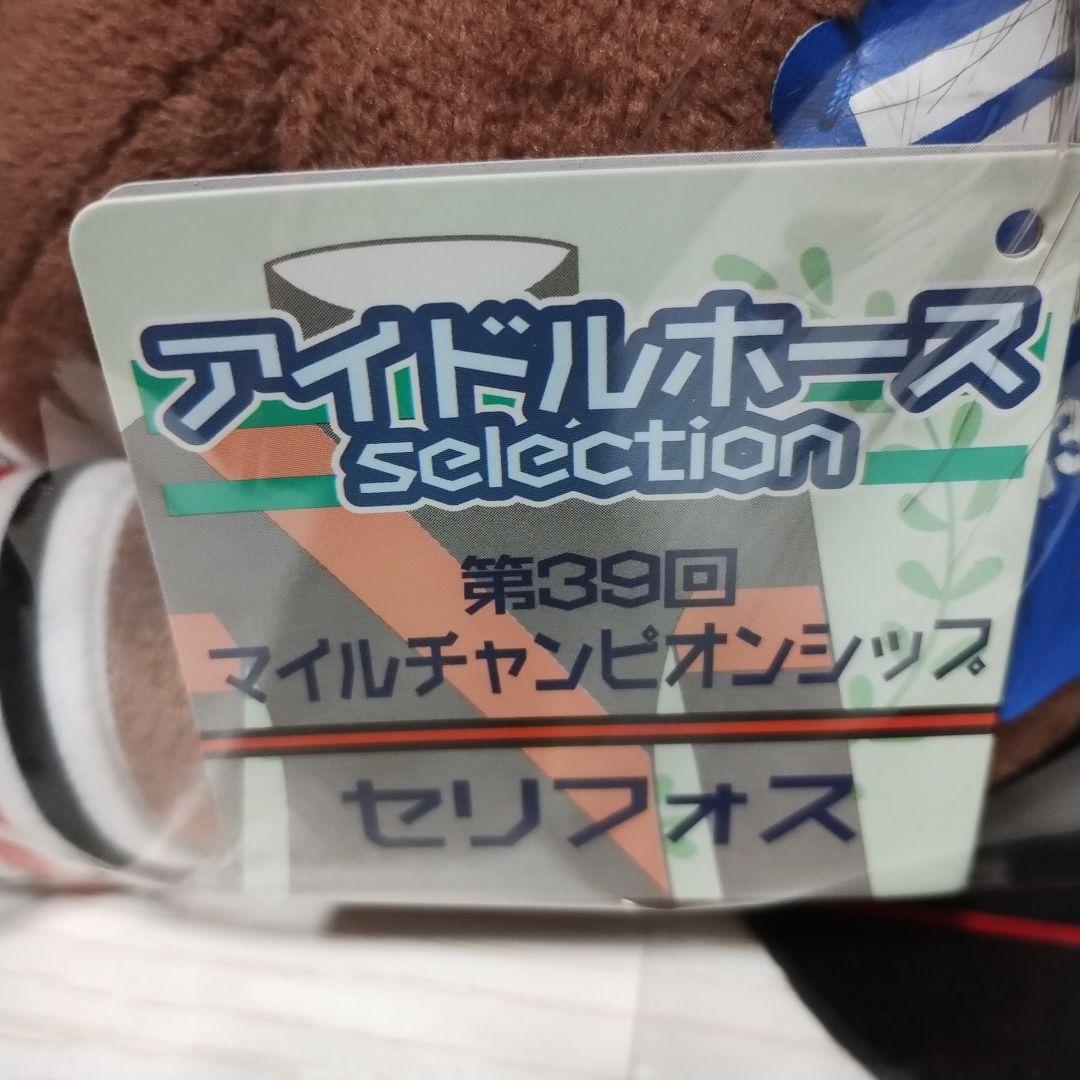 アイドルホース
selection
第39回
マイルチャンピオンシップ
セリフォス